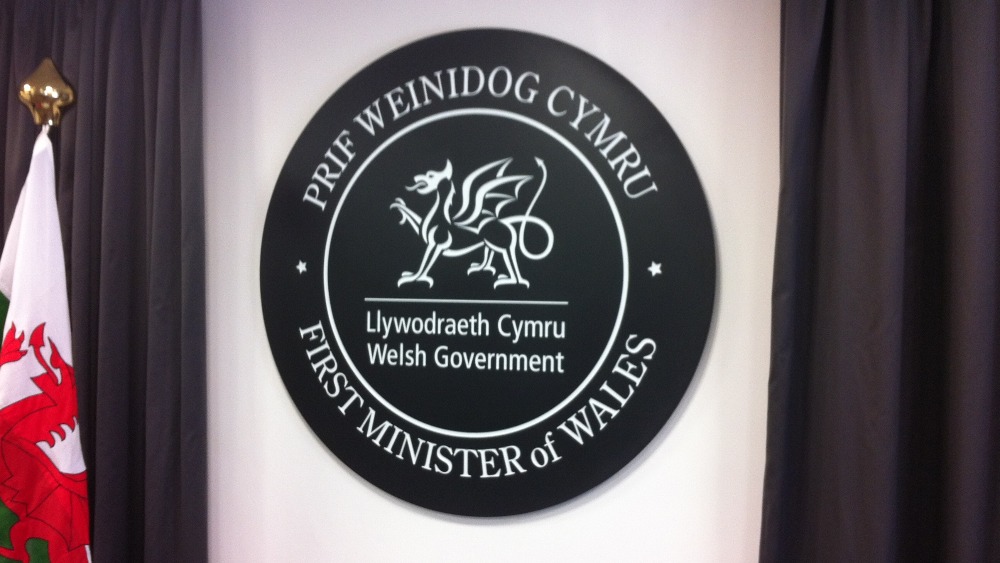 PRIF WEINIDOG CYMRU
Llywodraeth Cymru
Welsh Government
FIRST MINISTER of WALES